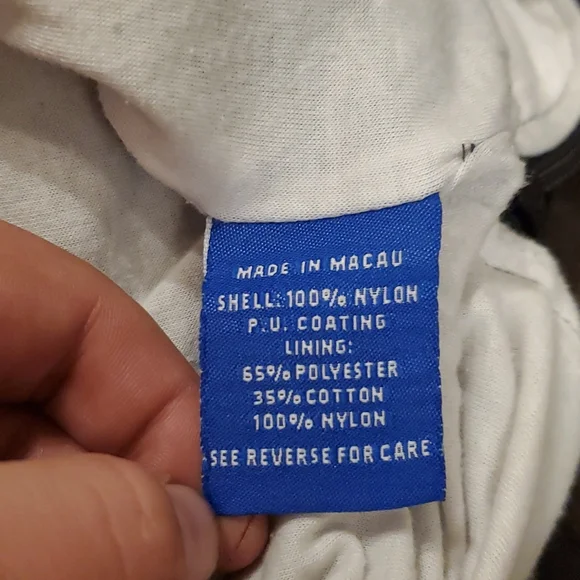 MADE IN MACAU
SHELL: 100% NYLON
P.U. COATING
LINING:
65% POLYESTER
35% COTTON
100% NYLON
SEE REVERSE FOR CARE